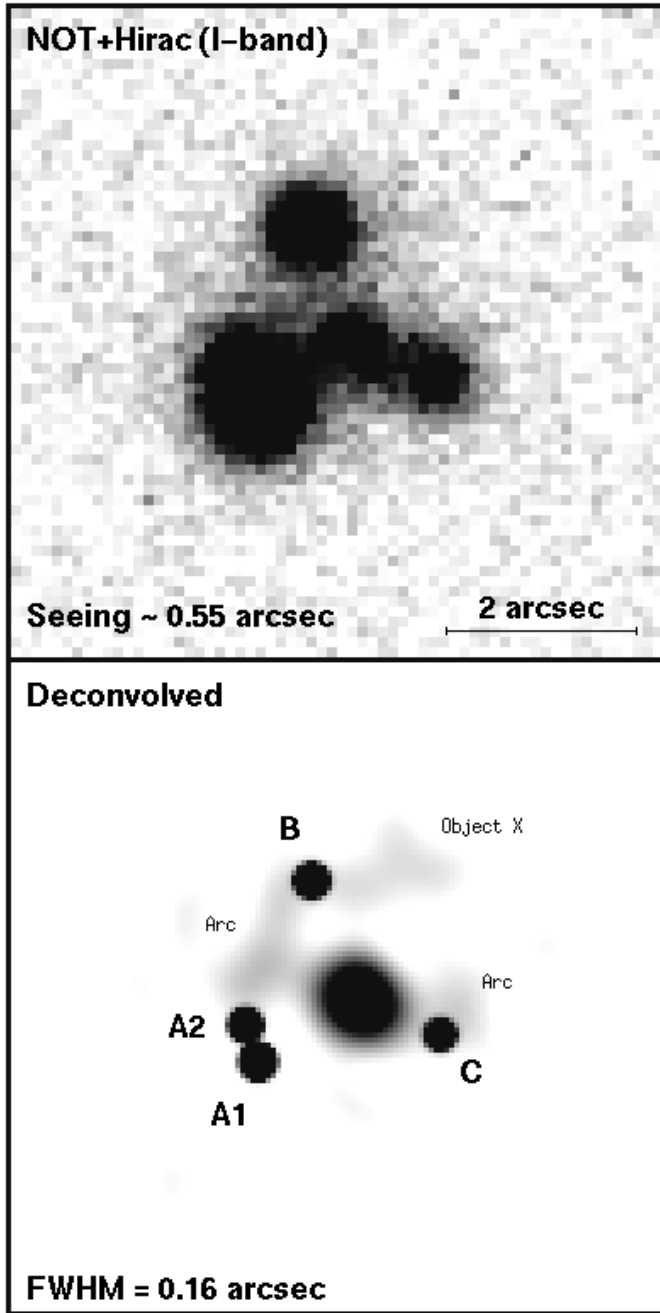 NOT+Hirac (I-band)
Seeing ~ 0.55 arcsec
2 arcsec
Deconvolved
B
Object X
Arc
Arc
A2
C
A1
FWHM = 0.16 arcsec